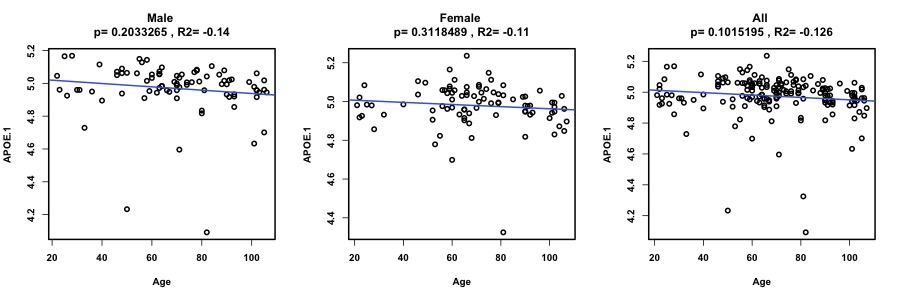 Male
p= 0.2033265 , R2= -0.14
APOE.1
5.2
5.0
4.8
4.6
4.4
4.2
20 40 60 80 100
Age
Female
p= 0.3118489 , R2= -0.11
APOE.1
5.2
5.0
4.8
4.6
4.4
20 40 60 80 100
Age
All
p= 0.1015195 , R2= -0.126
APOE.1
5.2
5.0
4.8
4.6
4.4
4.2
20 40 60 80 100
Age